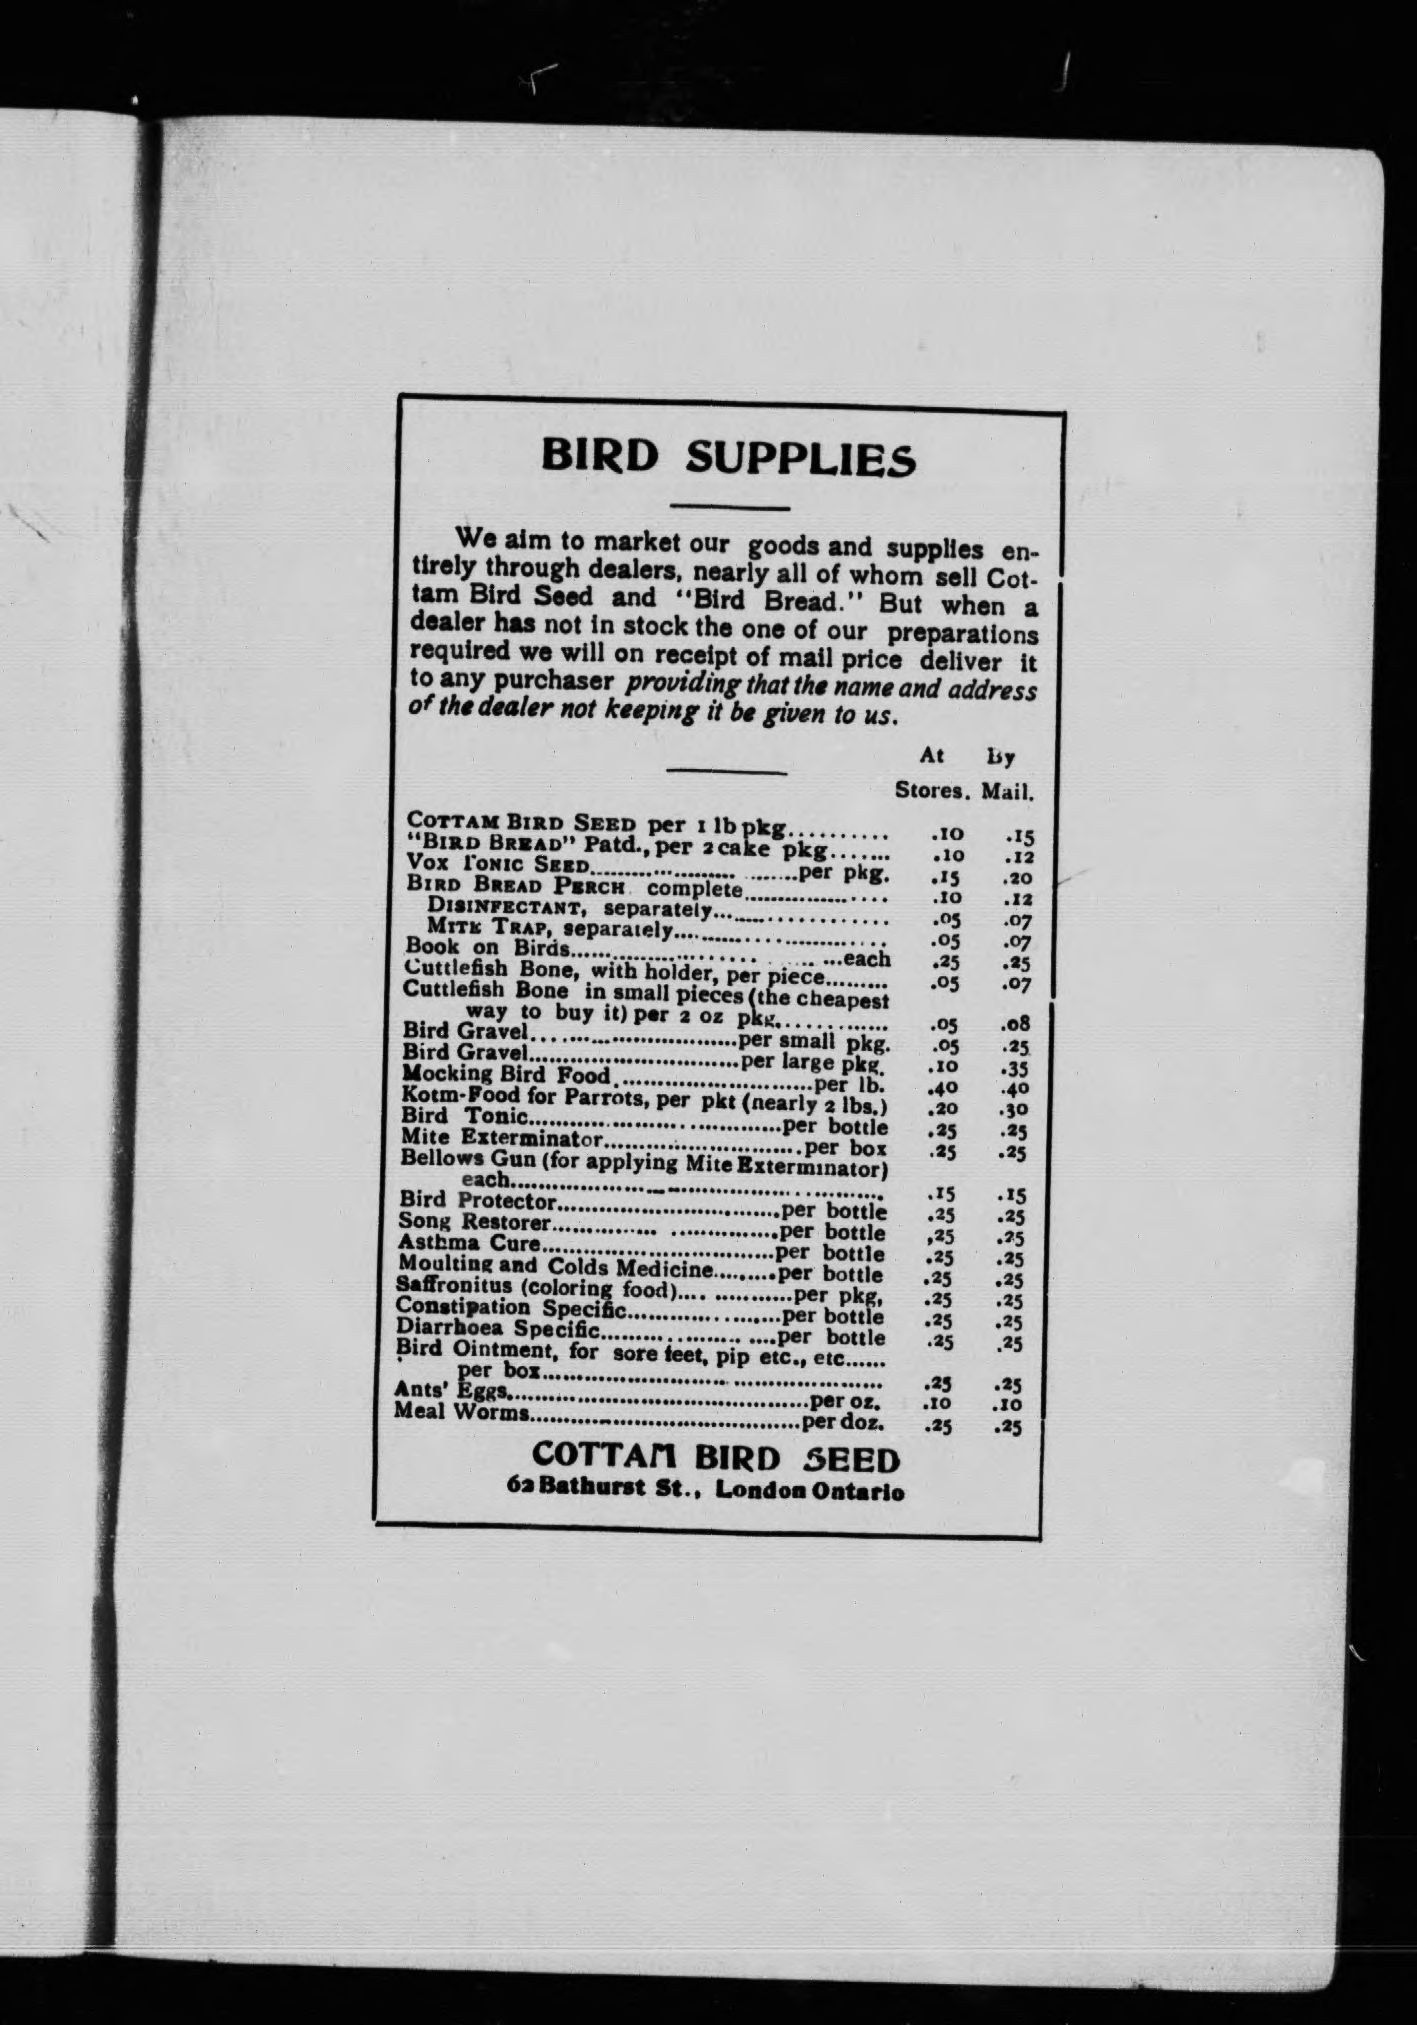 BIRD SUPPLIES
We aim to market our goods and supplies en-
tirely through dealers, nearly all of whom sell Cot-
tam Bird Seed and "Bird Bread." But when a
dealer has not in stock the one of our preparations
required we will on receipt of mail price deliver it
to any purchaser providing that the name and address
of the dealer not keeping it be given to us.
At By
Stores. Mail.
COTTAM BIRD SEED per 1 lb pkg.......... .10 .15
"BIRD BREAD" Patd., per 2 cake pkg....... .10 .12
VOX TONIC SEED.......... per pkg. .15 .20
BIRD BREAD PERCH complete.......... .10 .12
DISINFECTANT, separately.......... .05 .07
MITE TRAP, separately.......... .05 .07
Book on Birds.......... each .25 .25
Cuttlefish Bone, with holder, per piece......... .05 .07
Cuttlefish Bone in small pieces (the cheapest
way to buy it) per 2 oz pkg. .......... .05 .08
Bird Gravel.......... per small pkg. .05 .25
Bird Gravel.......... per large pkg. .10 .35
Mocking Bird Food.......... per lb. .40 .40
Kotm-Food for Parrots, per pkt (nearly 2 lbs.) .20 .30
Bird Tonic.......... per bottle .25 .25
Mite Exterminator.......... per box .25 .25
Bellows Gun (for applying Mite Exterminator)
each.......... .15 .15
Bird Protector.......... per bottle .25 .25
Song Restorer.......... per bottle ,25 .25
Asthma Cure.......... per bottle .25 .25
Moulting and Colds Medicine......... per bottle .25 .25
Saffronitus (coloring food).......... per pkg, .25 .25
Constipation Specific.......... per bottle .25 .25
Diarrhoea Specific.......... per bottle .25 .25
Bird Ointment, for sore feet, pip etc., etc......
per box.......... .25 .25
Ants' Eggs.......... per oz. .10 .10
Meal Worms.......... per doz. .25 .25
COTTAM BIRD SEED
62 Bathurst St., London Ontario